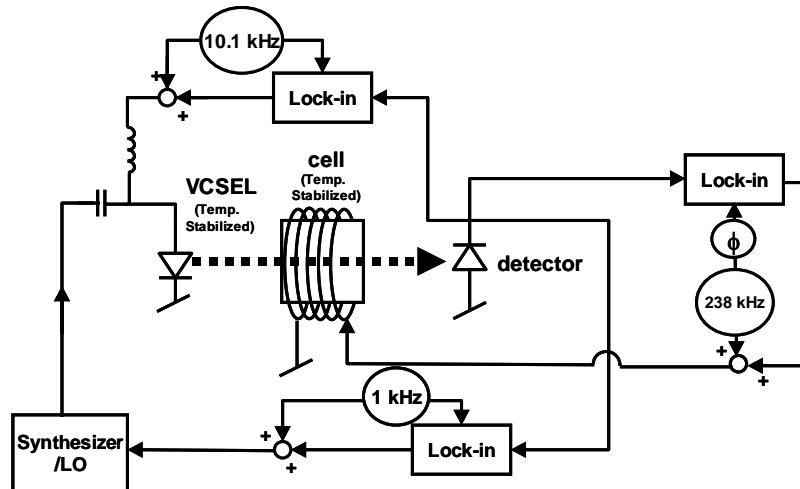 10.1 kHz
+
+
Lock-in
cell
(Temp.
Stabilized)
VCSEL
(Temp.
Stabilized)
Lock-in
ϕ
detector
238 kHz
+
+
1 kHz
+
+
Lock-in
Synthesizer
/LO